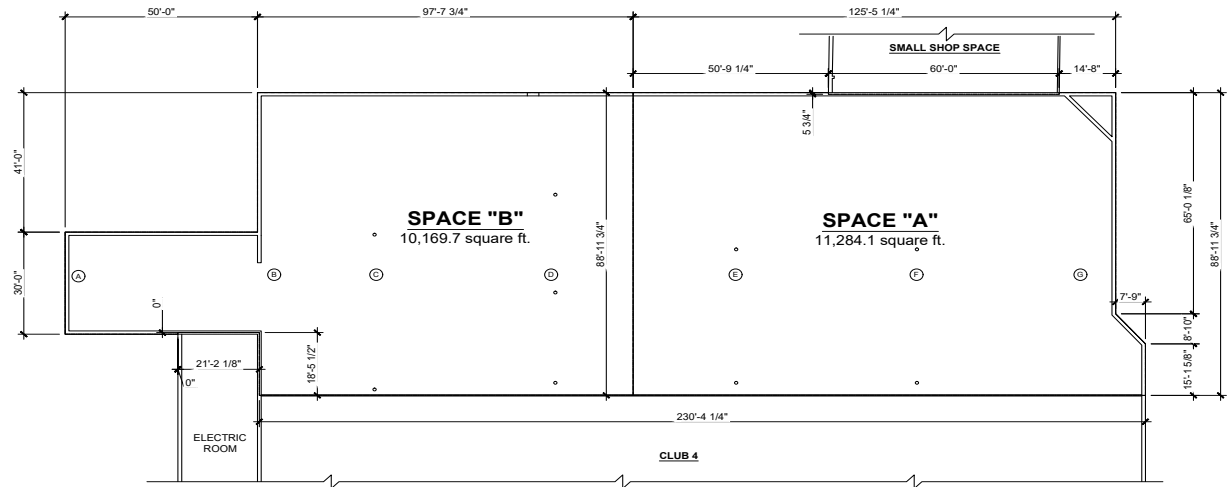 50'-0"
97'-7 3/4"
125'-5 1/4"
SMALL SHOP SPACE
50'-9 1/4"
60'-0"
14'-8"
41'-0"
5 3/4"
65'-0 1/8"
88'-11 3/4"
SPACE "B"
10,169.7 square ft.
88'-11 3/4"
SPACE "A"
11,284.1 square ft.
A
B
C
D
E
F
G
30'-0"
0"
7'-9"
8'-10"
18'-5 1/2"
21'-2 1/8"
0"
15'-1 5/8"
230'-4 1/4"
ELECTRIC
ROOM
CLUB 4